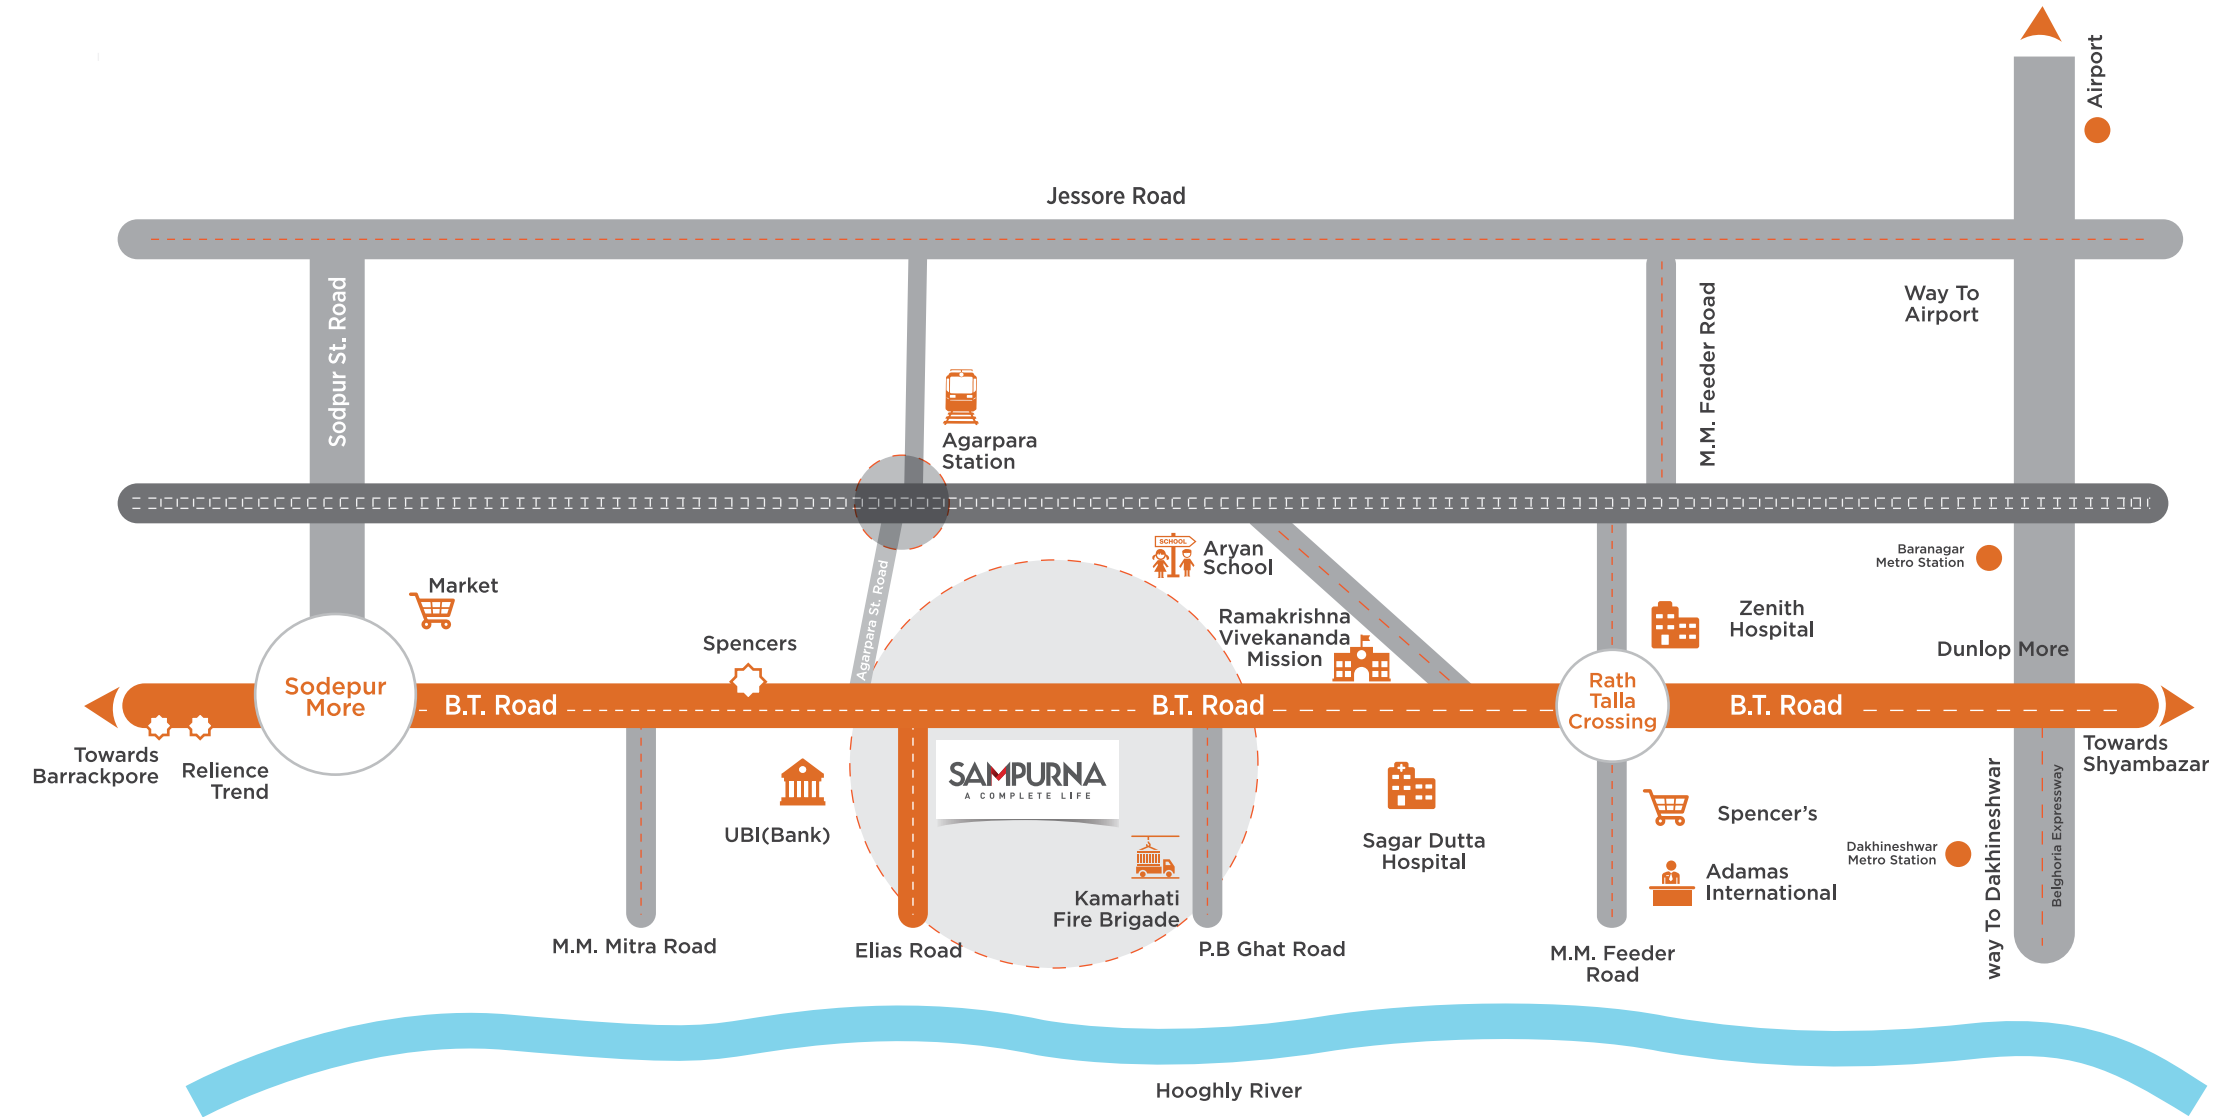 Airport
Jessore Road
Sodpur St. Road
M.M. Feeder Road
Way To
Airport
Agarpara
Station
SCHOOL
Aryan
School
Baranagar
Metro Station
Agarpara St. Road
Market
Spencers
Ramakrishna
Vivekananda
Mission
Zenith
Hospital
Dunlop More
Sodepur
More
B.T. Road
B.T. Road
Rath
Talla
Crossing
B.T. Road
Towards
Barrackpore
Relience
Trend
UBI(Bank)
SAMPURNA
A COMPLETE LIFE
Kamarhati
Fire Brigade
Sagar Dutta
Hospital
Spencer's
Adamas
International
Dakhineshwar
Metro Station
way To Dakhineshwar
Belghoria Expressway
Towards
Shyambazar
M.M. Mitra Road
Elias Road
P.B Ghat Road
M.M. Feeder
Road
Hooghly River